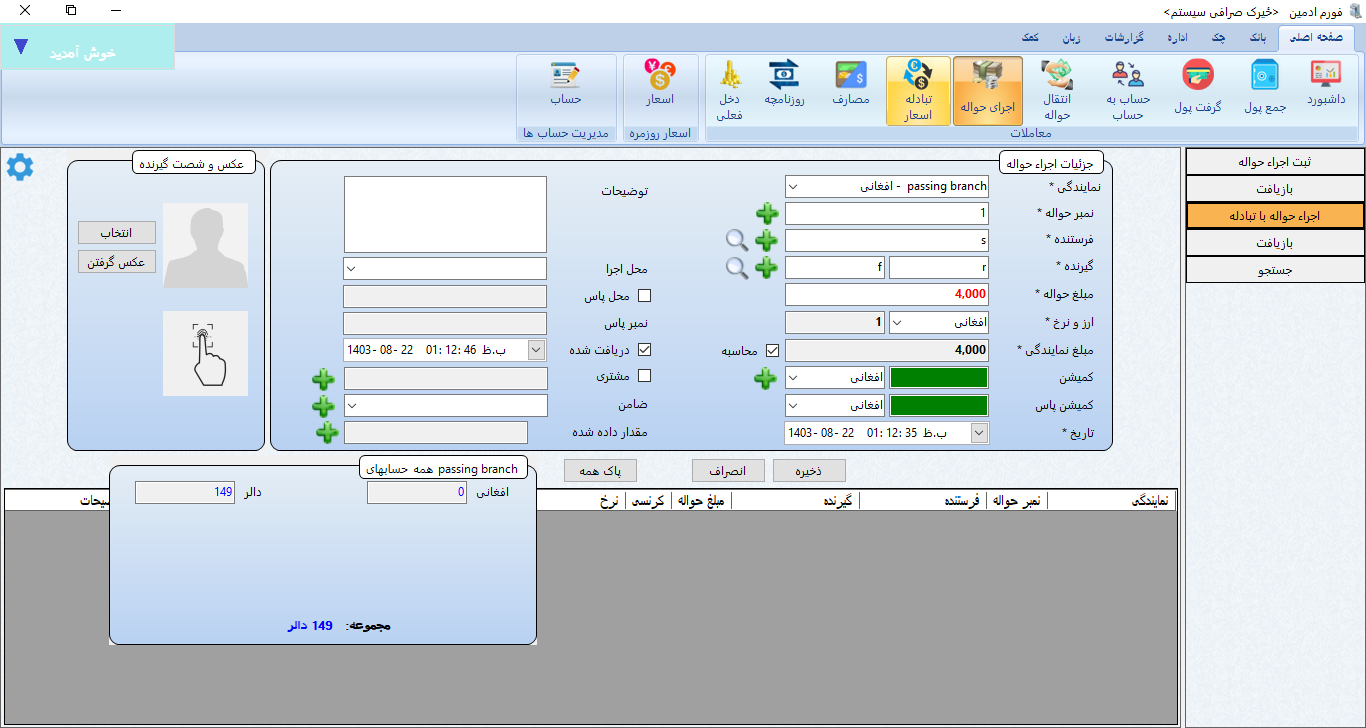 فورم ادمین <خیرک صرافی سیستم>
صفحه اصلی
بانک
چک
اداره
گزارشات
زبان
کمک
خوش آمدید
داشبورد
جمع پول
گرفت پول
حساب به حساب
انتقال حواله
اجرای حواله
تبادله اسعار
مصارف
روزنامچه
دخل فعلی
اسعار
حساب
معاملات
اسعار روزمره
مدیریت حساب ها
ثبت اجراء حواله
بازیافت
اجراء حواله با تبادله
بازیافت
جستجو
جزئیات اجراء حواله
نمایندگی *
passing branch - افغانی
نمبر حواله *
1
فرستنده *
s
گیرنده *
r
f
مبلغ حواله *
4,000
ارز و نرخ *
افغانی
1
مبلغ نمایندگی *
4,000
محاسبه
کمیشن
افغانی
کمیشن پاس
افغانی
تاریخ *
1403- 08- 22 01: 12: 35 ب.ظ
توضیحات
محل اجرا
محل پاس
نمبر پاس
دریافت شده
1403- 08- 22 01: 12: 46 ب.ظ
مشتری
ضامن
مقدار داده شده
عکس و شصت گیرنده
انتخاب
عکس گرفتن
ذخیره
انصراف
پاک همه
نمایندگی
نمبر حواله
فرستنده
گیرنده
مبلغ حواله
کرنسی
نرخ
passing branch همه حسابهای
افغانی
0
دالر
149
مجموعه: 149 دالر